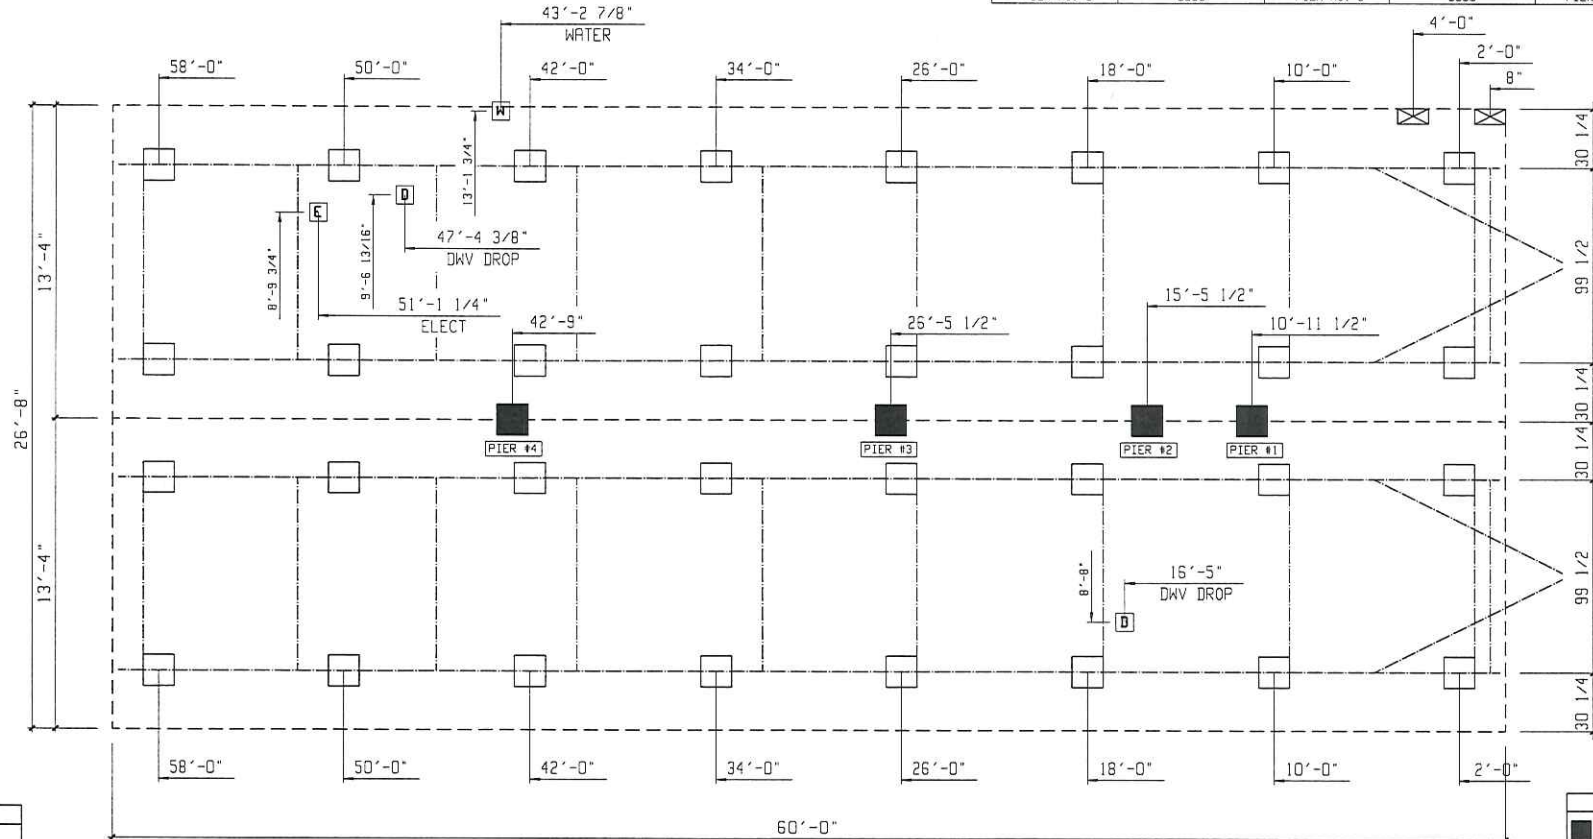 43'-2 7/8"
WATER
4'-0"
58'-0" 50'-0" 42'-0" 34'-0" 26'-0" 18'-0" 10'-0" 2'-0"
8"
W
30 1/4
13'-1 3/4"
D
E
47'-4 3/8"
DWV DROP
9'-6 13/16"
8'-9 3/4"
13'-4"
99 1/2
51'-1 1/4"
ELECT
42'-9" 26'-5 1/2" 15'-5 1/2" 10'-11 1/2"
30 1/4
26'-8"
30 1/4
PIER #4 PIER #3 PIER #2 PIER #1
13'-4"
99 1/2
8'-8"
16'-5"
DWV DROP
D
30 1/4
58'-0" 50'-0" 42'-0" 34'-0" 26'-0" 18'-0" 10'-0" 2'-0"
60'-0"